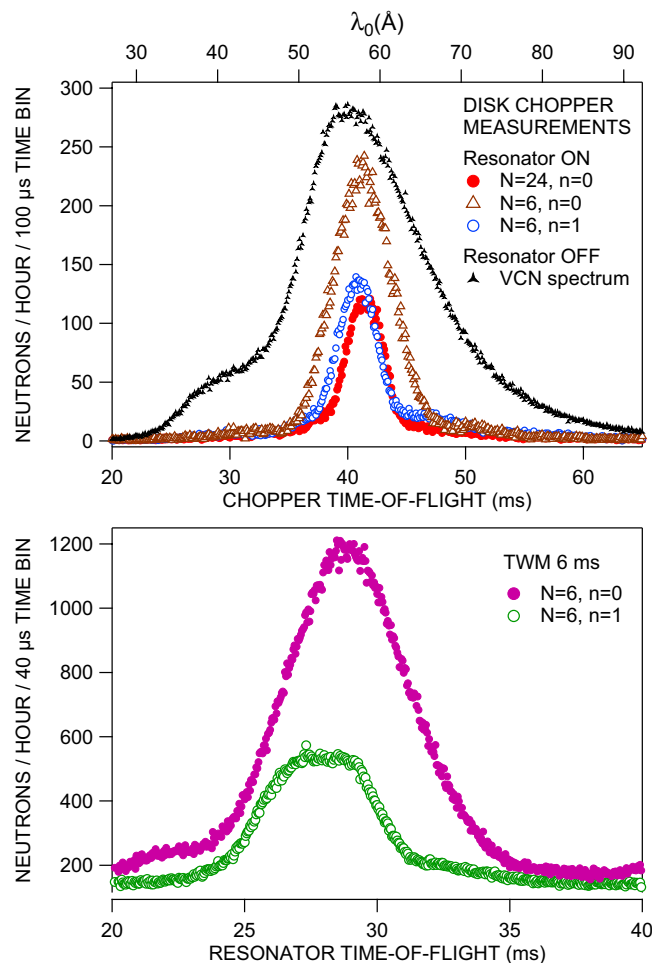 λ0(Å)
30 40 50 60 70 80 90
300
250
200
150
100
50
0
NEUTRONS / HOUR / 100 µs TIME BIN
DISK CHOPPER
MEASUREMENTS
Resonator ON
N=24, n=0
N=6, n=0
N=6, n=1
Resonator OFF
VCN spectrum
20 30 40 50 60
CHOPPER TIME-OF-FLIGHT (ms)
1200
1000
800
600
400
200
NEUTRONS / HOUR / 40 µs TIME BIN
TWM 6 ms
N=6, n=0
N=6, n=1
20 25 30 35 40
RESONATOR TIME-OF-FLIGHT (ms)